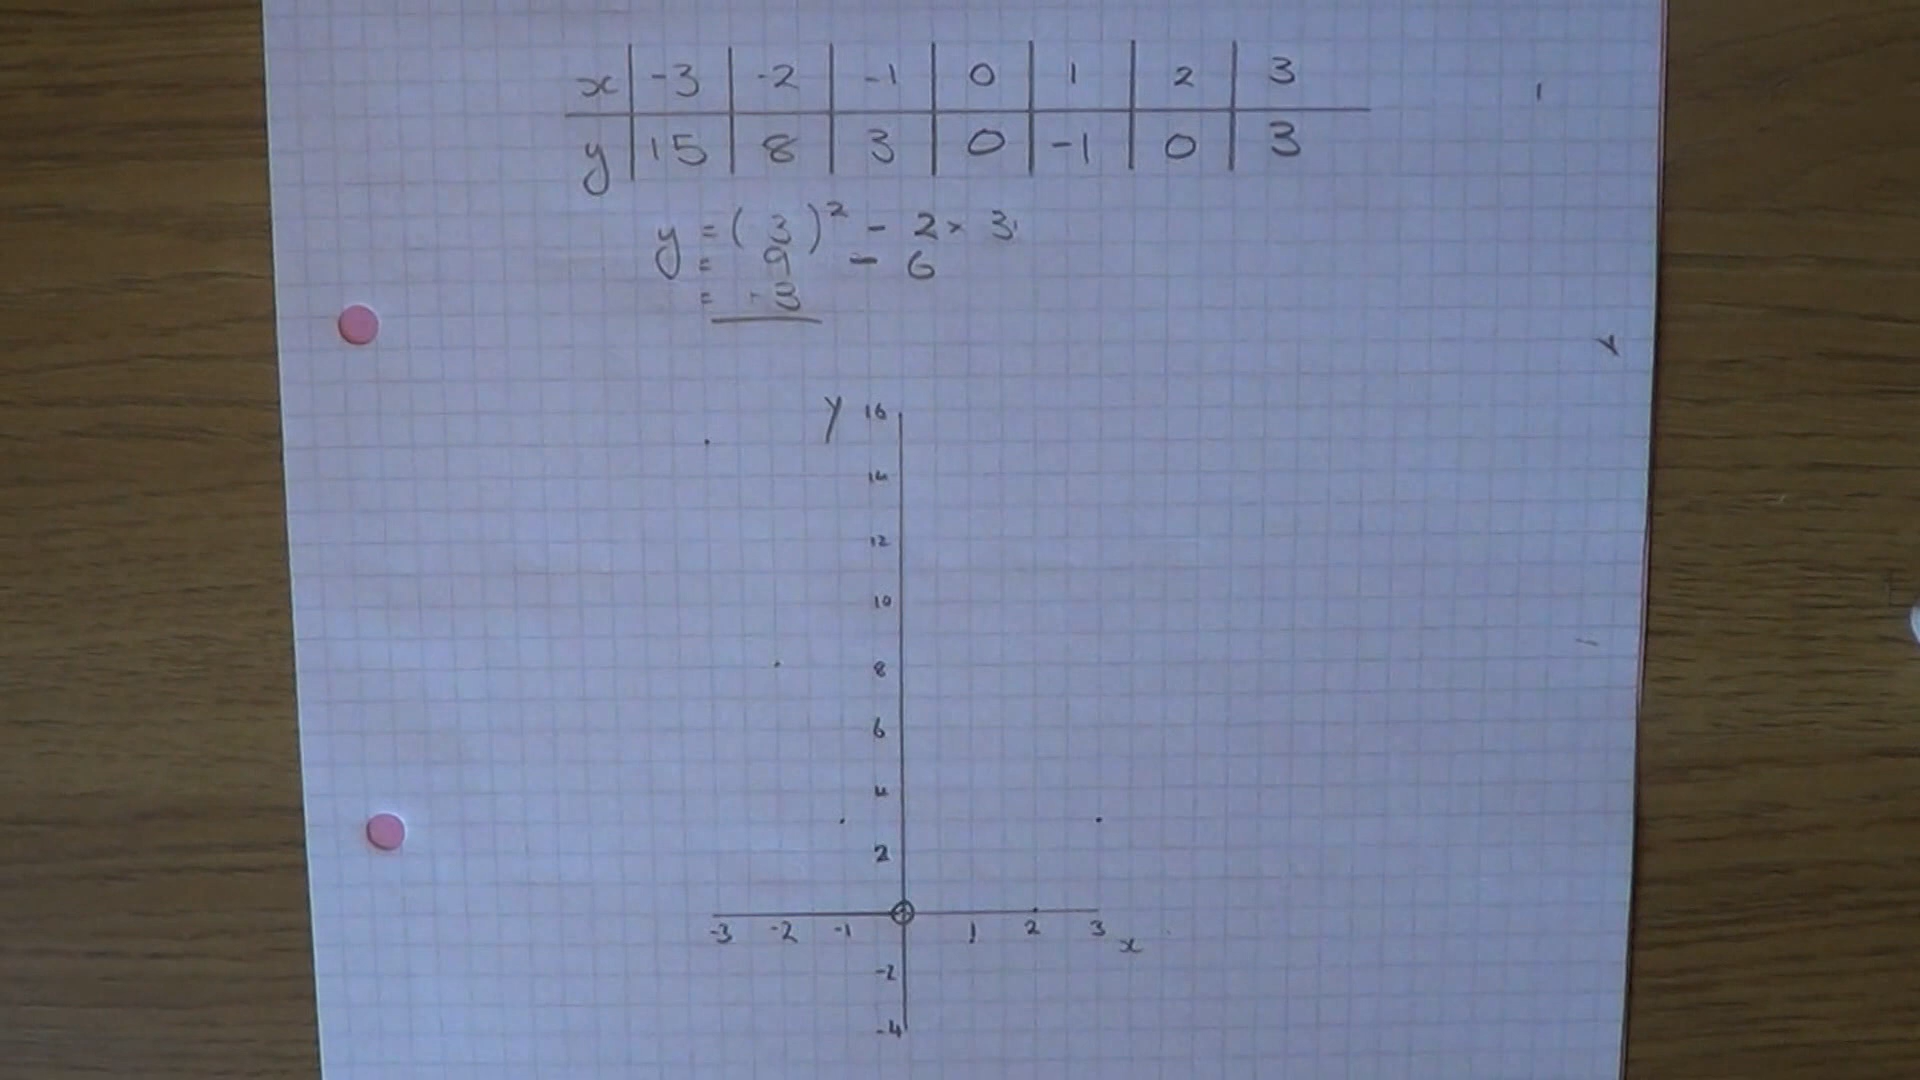 x -3 -2 -1 0 1 2 3
y 15 8 3 0 -1 0 3
y = ( 3 )² - 2 × 3
= 9 - 6
= -3
y 16
14
12
10
8
6
4
2
-3 -2 -1 1 2 3 x
-2
-4